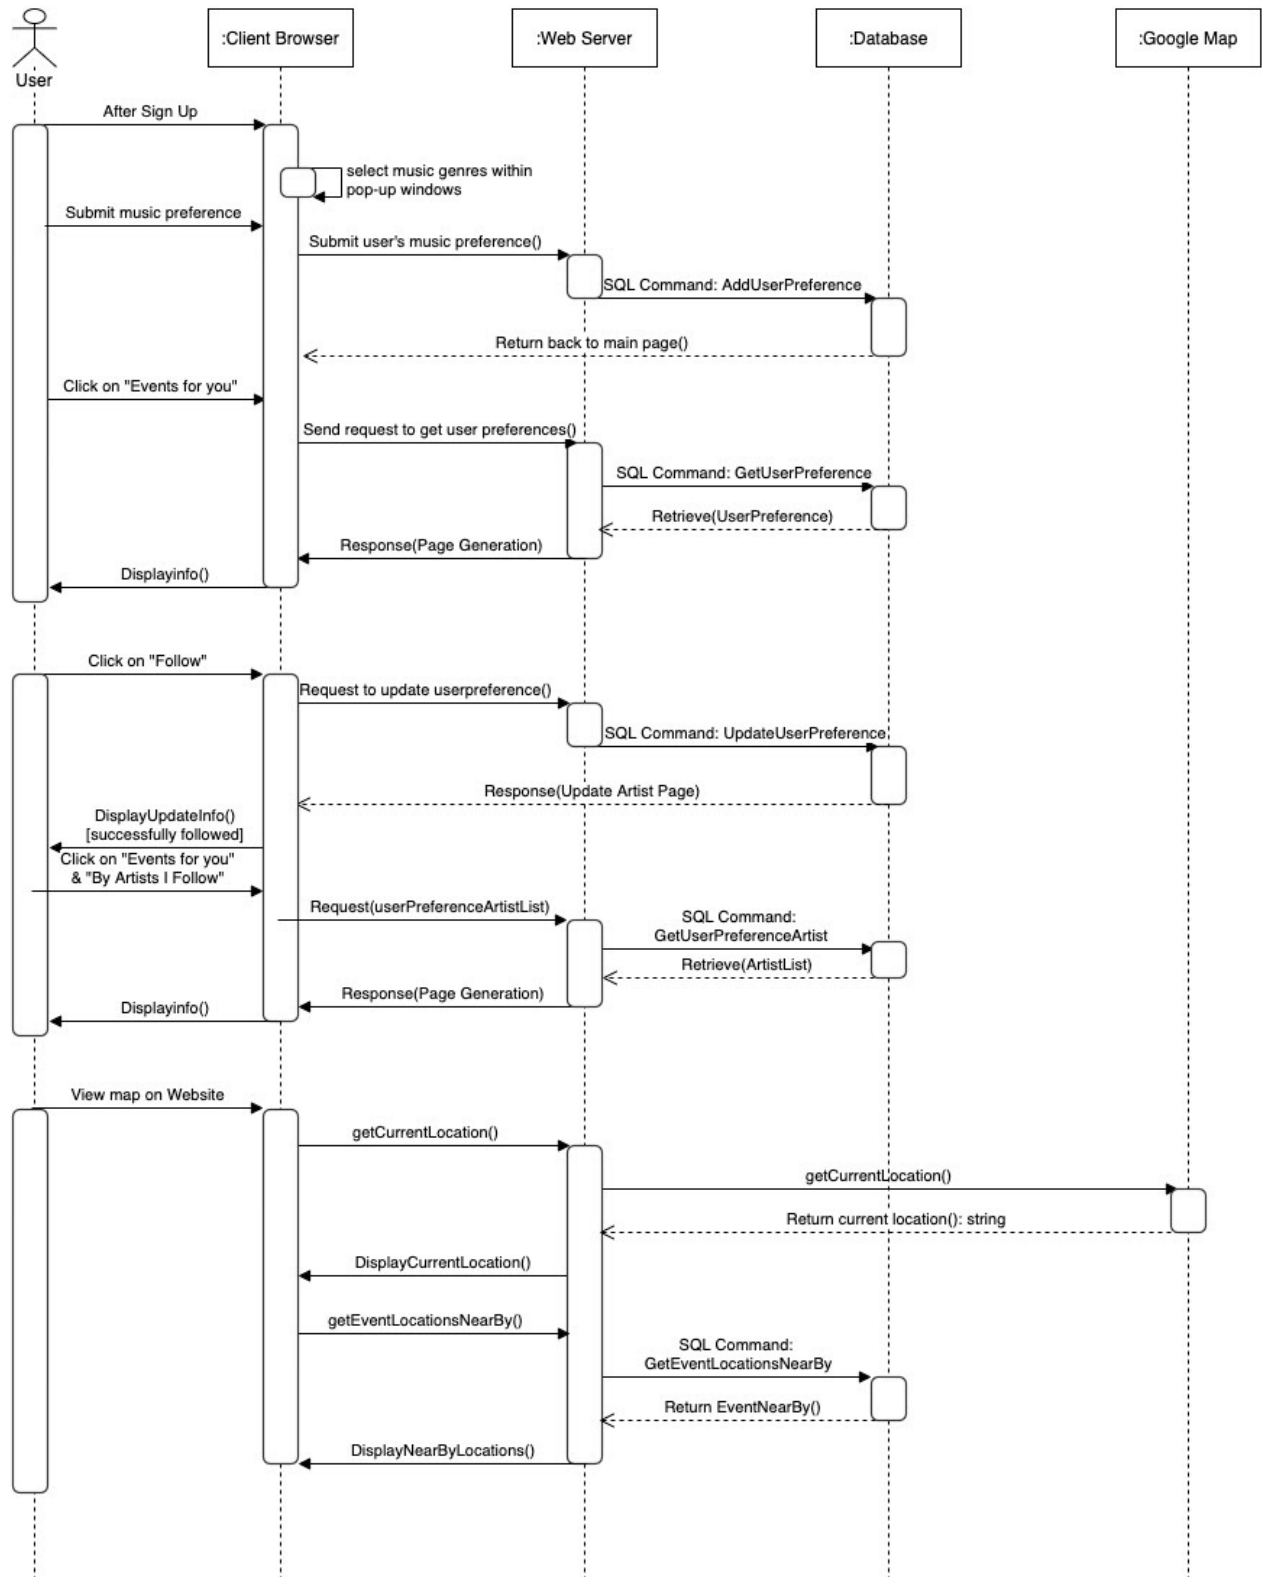 User
:Client Browser
:Web Server
:Database
:Google Map
After Sign Up
select music genres within
pop-up windows
Submit music preference
Submit user's music preference()
SQL Command: AddUserPreference
Return back to main page()
Click on "Events for you"
Send request to get user preferences()
SQL Command: GetUserPreference
Retrieve(UserPreference)
Response(Page Generation)
Displayinfo()
Click on "Follow"
Request to update userpreference()
SQL Command: UpdateUserPreference
Response(Update Artist Page)
DisplayUpdateInfo()
[successfully followed]
Click on "Events for you"
& "By Artists I Follow"
Request(userPreferenceArtistList)
SQL Command:
GetUserPreferenceArtist
Retrieve(ArtistList)
Response(Page Generation)
Displayinfo()
View map on Website
getCurrentLocation()
getCurrentLocation()
Return current location(): string
DisplayCurrentLocation()
getEventLocationsNearBy()
SQL Command:
GetEventLocationsNearBy
Return EventNearBy()
DisplayNearByLocations()